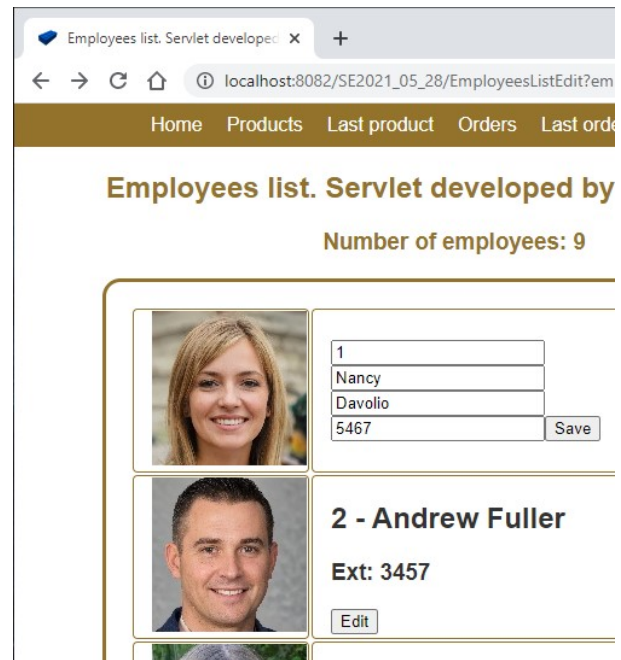 Employees list. Servlet developed
localhost:8082/SE2021_05_28/EmployeesListEdit?em
Home Products Last product Orders Last orde
Employees list. Servlet developed by
Number of employees: 9
1
Nancy
Davolio
5467 Save
2 - Andrew Fuller
Ext: 3457
Edit